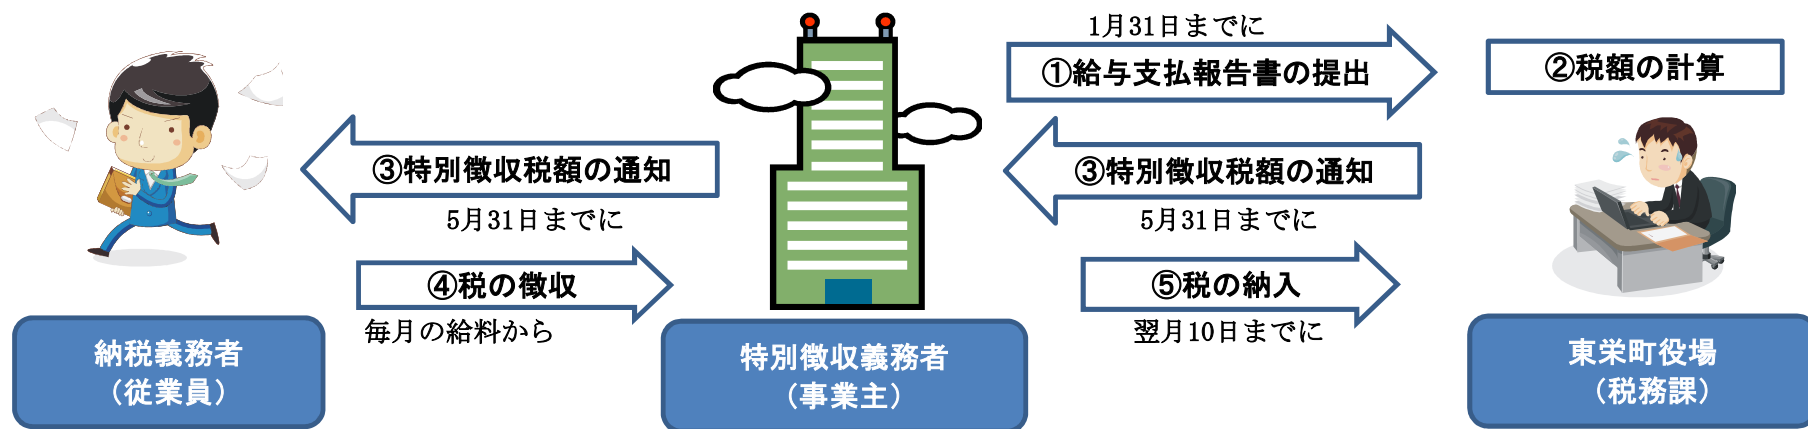 1月31日までに
①給与支払報告書の提出
②税額の計算
③特別徴収税額の通知
5月31日までに
③特別徴収税額の通知
5月31日までに
④税の徴収
毎月の給料から
⑤税の納入
翌月10日までに
納税義務者
（従業員）
特別徴収義務者
（事業主）
東栄町役場
（税務課）